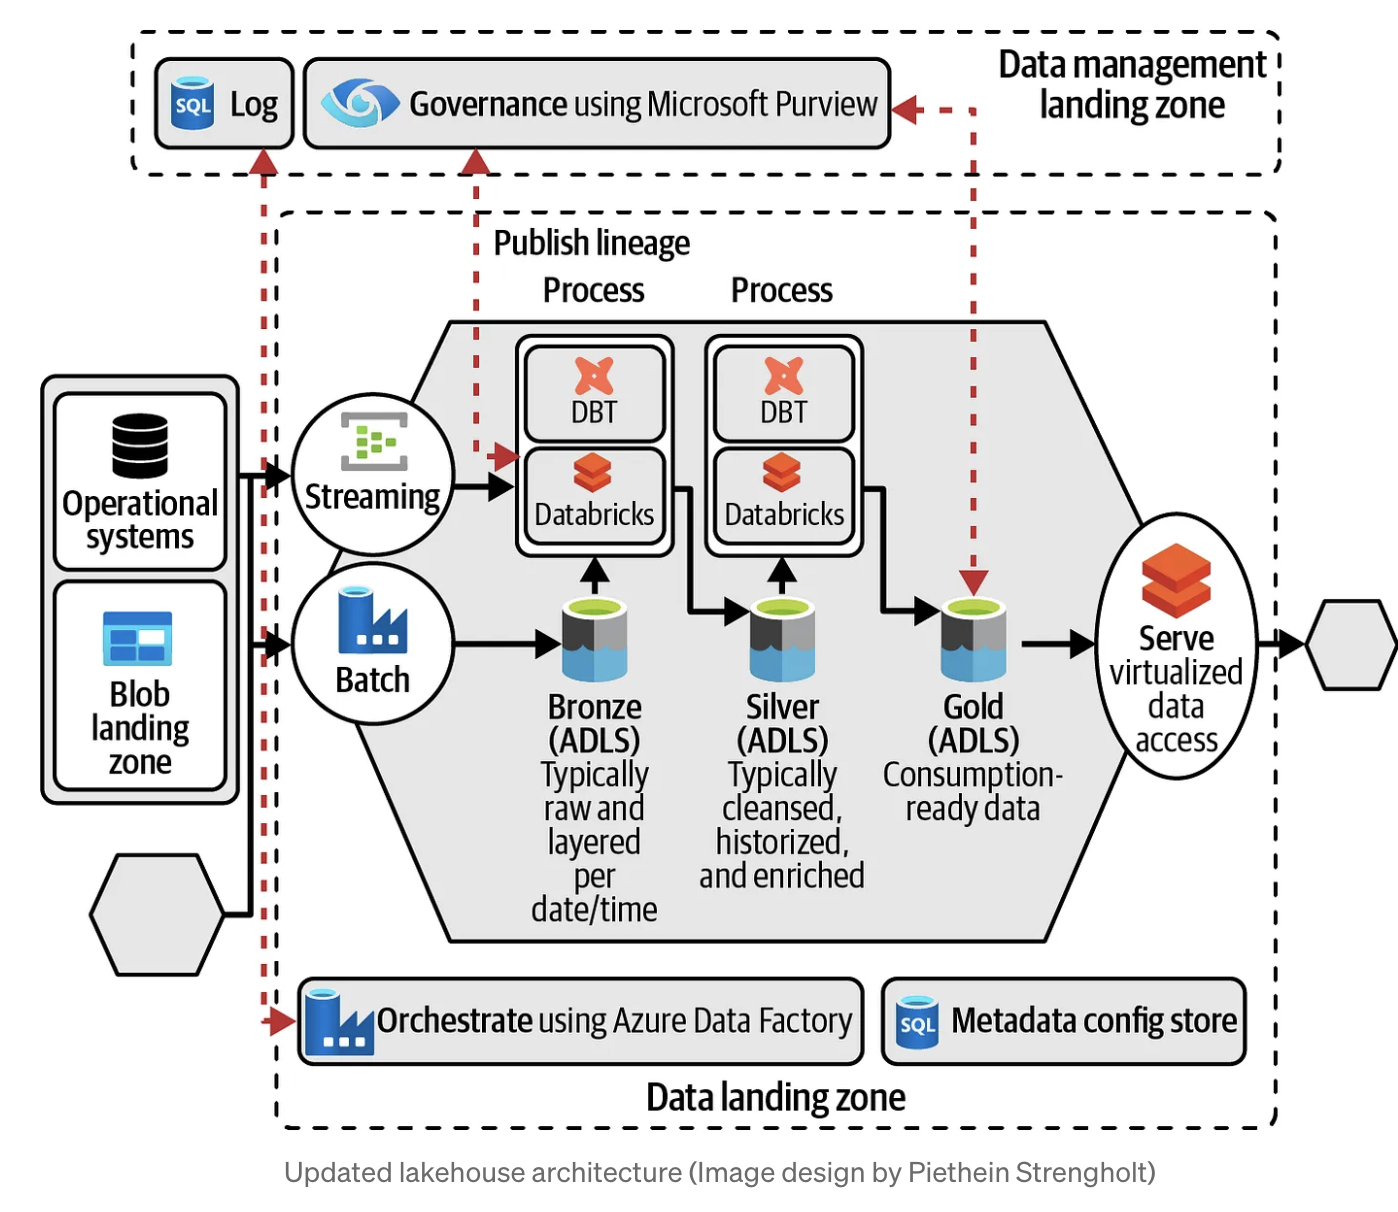 Data management
landing zone
SQL
Log
Governance using Microsoft Purview
Publish lineage
Process
Process
DBT
DBT
Databricks
Databricks
Operational
systems
Blob
landing
zone
Streaming
Batch
Bronze
(ADLS)
Typically
raw and
layered
per
date/time
Silver
(ADLS)
Typically
cleansed,
historized,
and enriched
Gold
(ADLS)
Consumption-
ready data
Serve
virtualized
data
access
Orchestrate using Azure Data Factory
SQL
Metadata config store
Data landing zone
Updated lakehouse architecture (Image design by Piethein Strengholt)